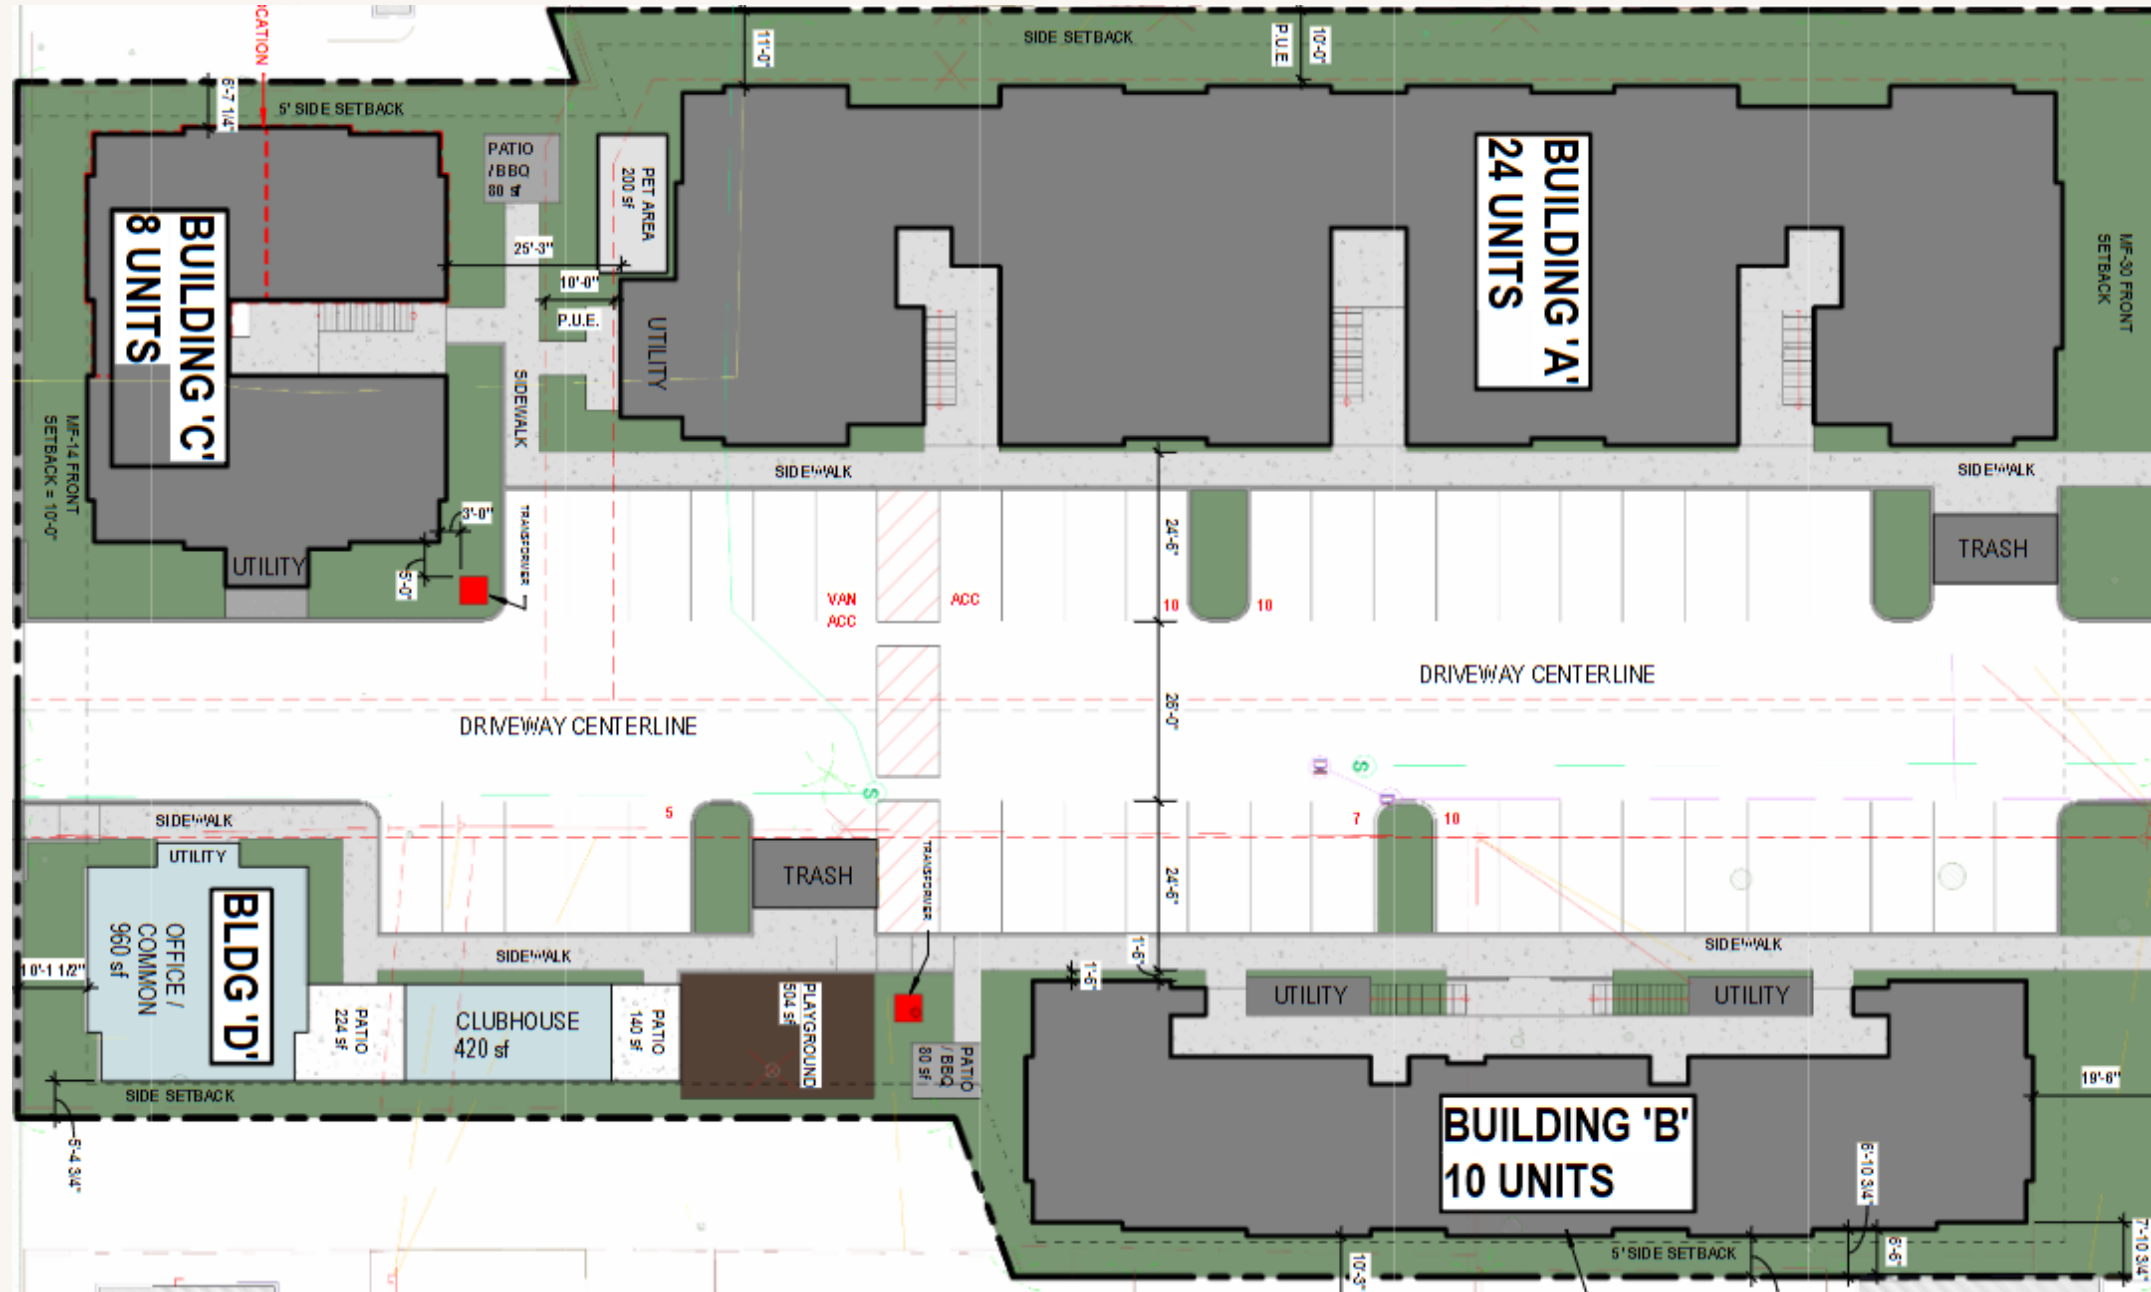 CATION
6'-7 1/4"
5' SIDE SETBACK
11'-0"
SIDE SETBACK
P.U.E.
10'-0"
PATIO
/ BBQ
80 sf
PET AREA
200 sf
BUILDING 'A'
24 UNITS
MF-30 FRONT
SETBACK
BUILDING 'C'
8 UNITS
25'-3"
10'-0"
P.U.E.
UTILITY
SIDEWALK
MF-14 FRONT
SETBACK = 10'-0"
SIDEWALK
SIDEWALK
3'-0"
TRANSFORMER
5'-0"
UTILITY
24'-6"
TRASH
VAN
ACC
ACC
10
10
DRIVEWAY CENTERLINE
26'-0"
DRIVEWAY CENTERLINE
D
S
S
D
SIDEWALK
5
7
10
UTILITY
TRASH
TRANSFORMER
24'-6"
BLDG 'D'
OFFICE /
COMMON
960 sf
10'-1 1/2"
SIDEWALK
SIDEWALK
1'-6"
1'-6"
PATIO
224 sf
CLUBHOUSE
420 sf
PATIO
140 sf
PLAYGROUND
504 sf
PATIO
/ BBQ
80 sf
UTILITY
UTILITY
SIDE SETBACK
5'-4 3/4"
BUILDING 'B'
10 UNITS
19'-6"
6'-10 3/4"
5' SIDE SETBACK
10'-3"
6'-6"
7'-10 3/4"